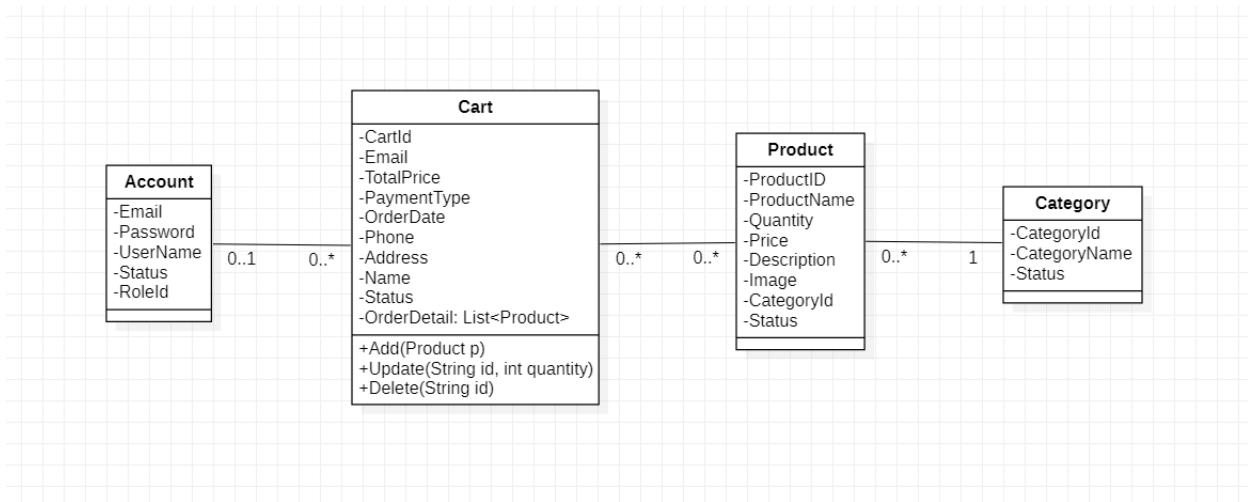 Account
-Email
-Password
-UserName
-Status
-RoleId
0..1
0..*
Cart
-CartId
-Email
-TotalPrice
-PaymentType
-OrderDate
-Phone
-Address
-Name
-Status
-OrderDetail: List<Product>
+Add(Product p)
+Update(String id, int quantity)
+Delete(String id)
0..*
0..*
Product
-ProductID
-ProductName
-Quantity
-Price
-Description
-Image
-CategoryId
-Status
0..*
1
Category
-CategoryId
-CategoryName
-Status